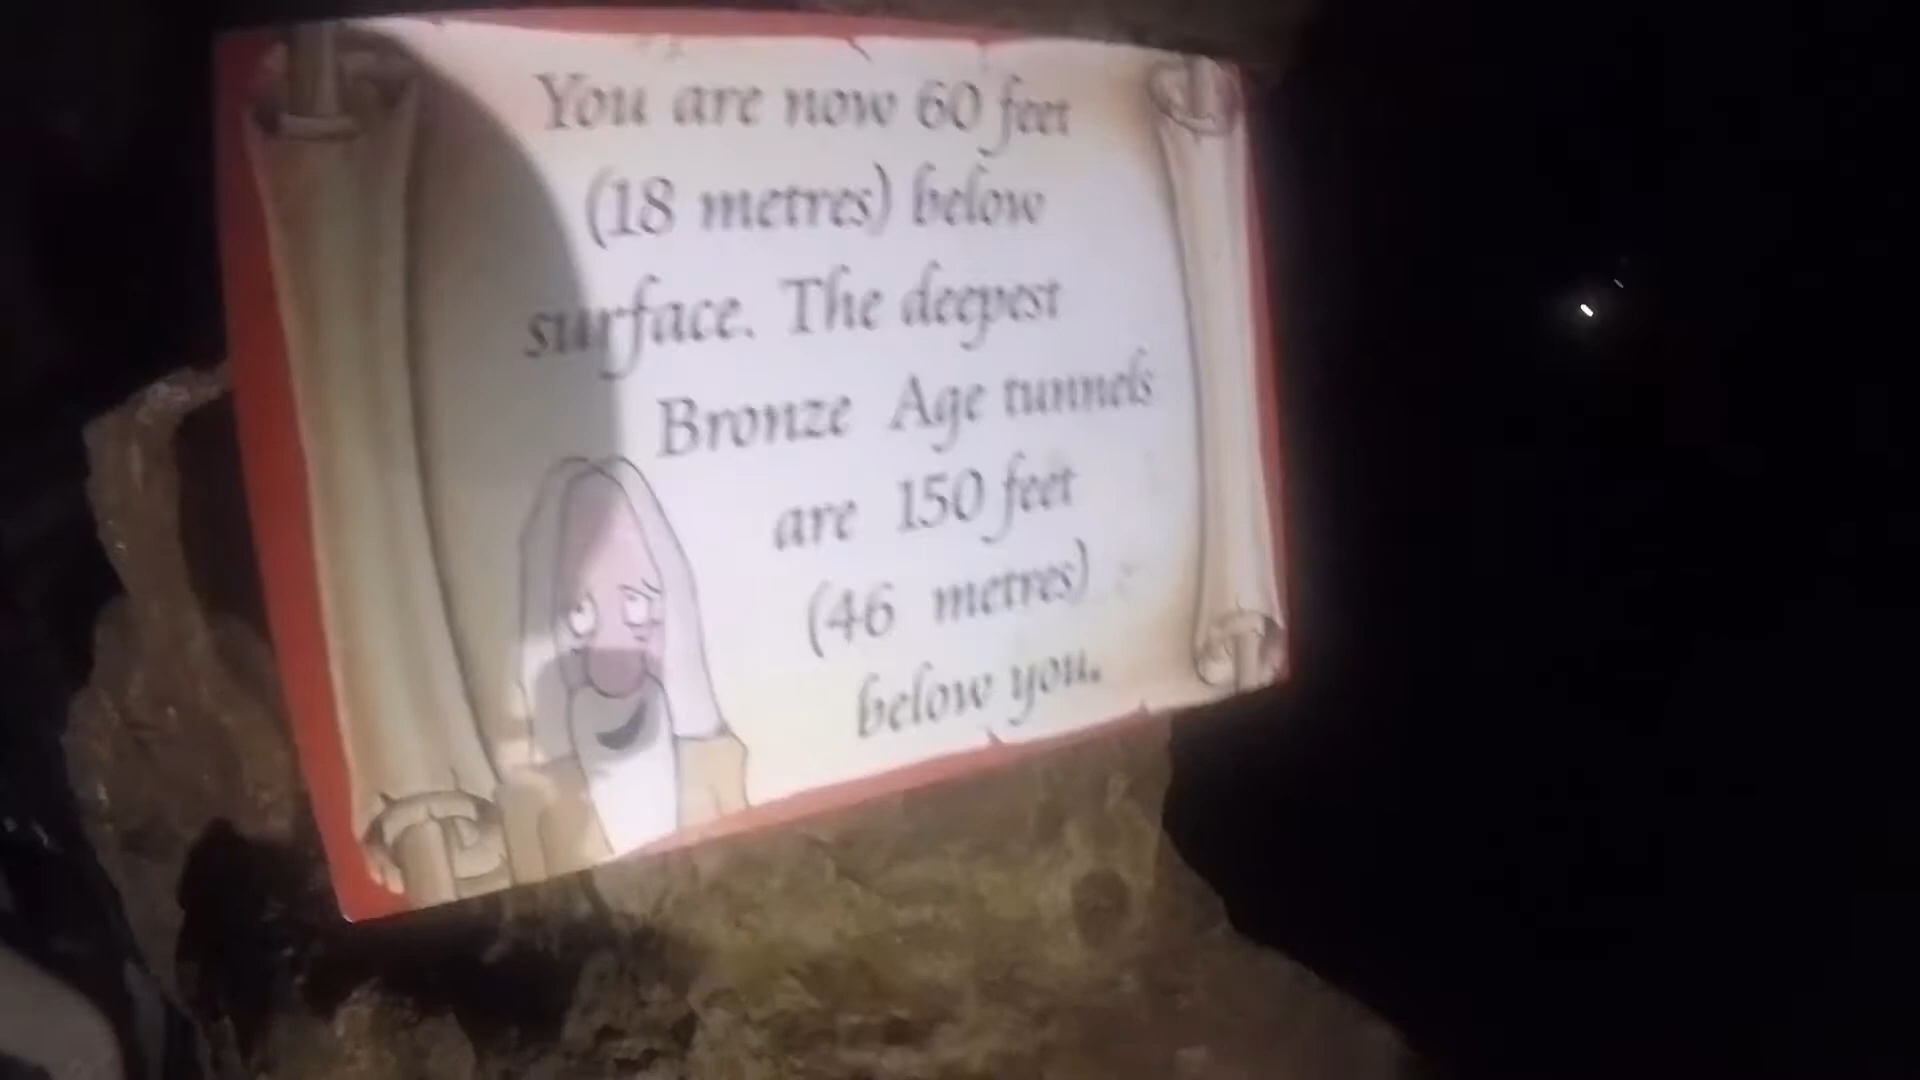 You are now 60 feet
(18 metres) below
surface. The deepest
Bronze Age tunnels
are 150 feet
(46 metres)
below you.